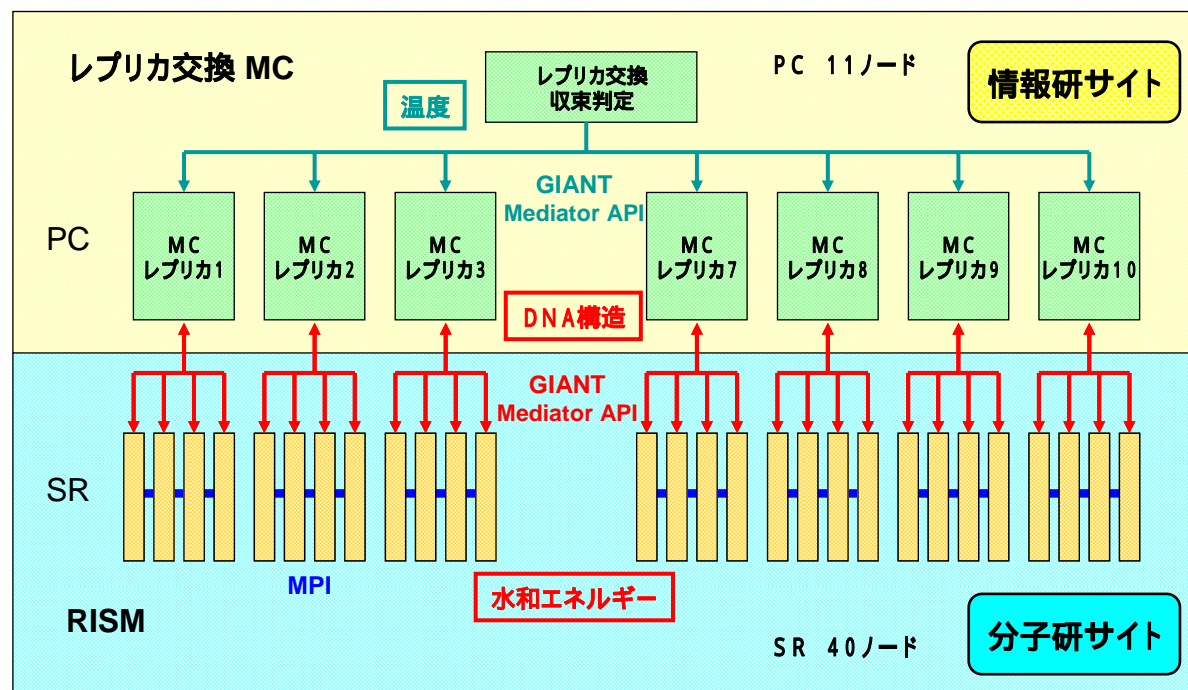 レプリカ交換 MC
レプリカ交換
収束判定
PC 11ノード
情報研サイト
温度
GIANT
Mediator API
PC
MC
レプリカ1
MC
レプリカ2
MC
レプリカ3
MC
レプリカ7
MC
レプリカ8
MC
レプリカ9
MC
レプリカ10
DNA構造
GIANT
Mediator API
SR
MPI
水和エネルギー
RISM
SR 40ノード
分子研サイト